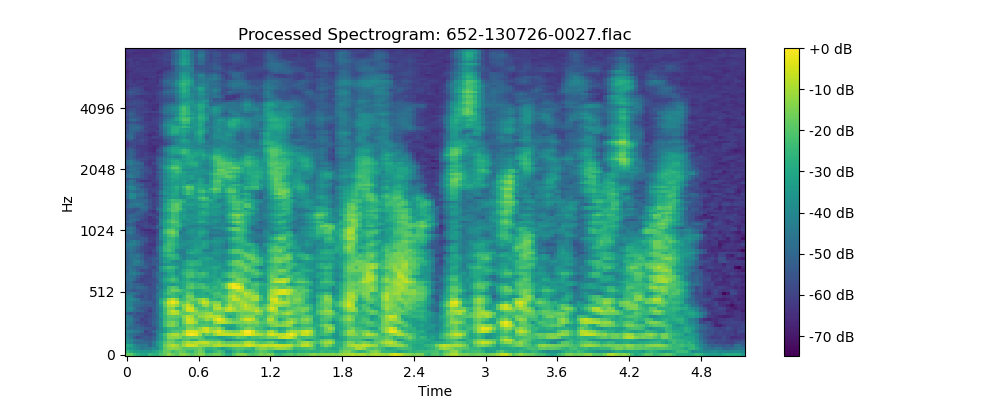 Processed Spectrogram: 652-130726-0027.flac
+0 dB
-10 dB
-20 dB
-30 dB
-40 dB
-50 dB
-60 dB
-70 dB
4096
2048
1024
512
0
Hz
0 0.6 1.2 1.8 2.4 3 3.6 4.2 4.8
Time